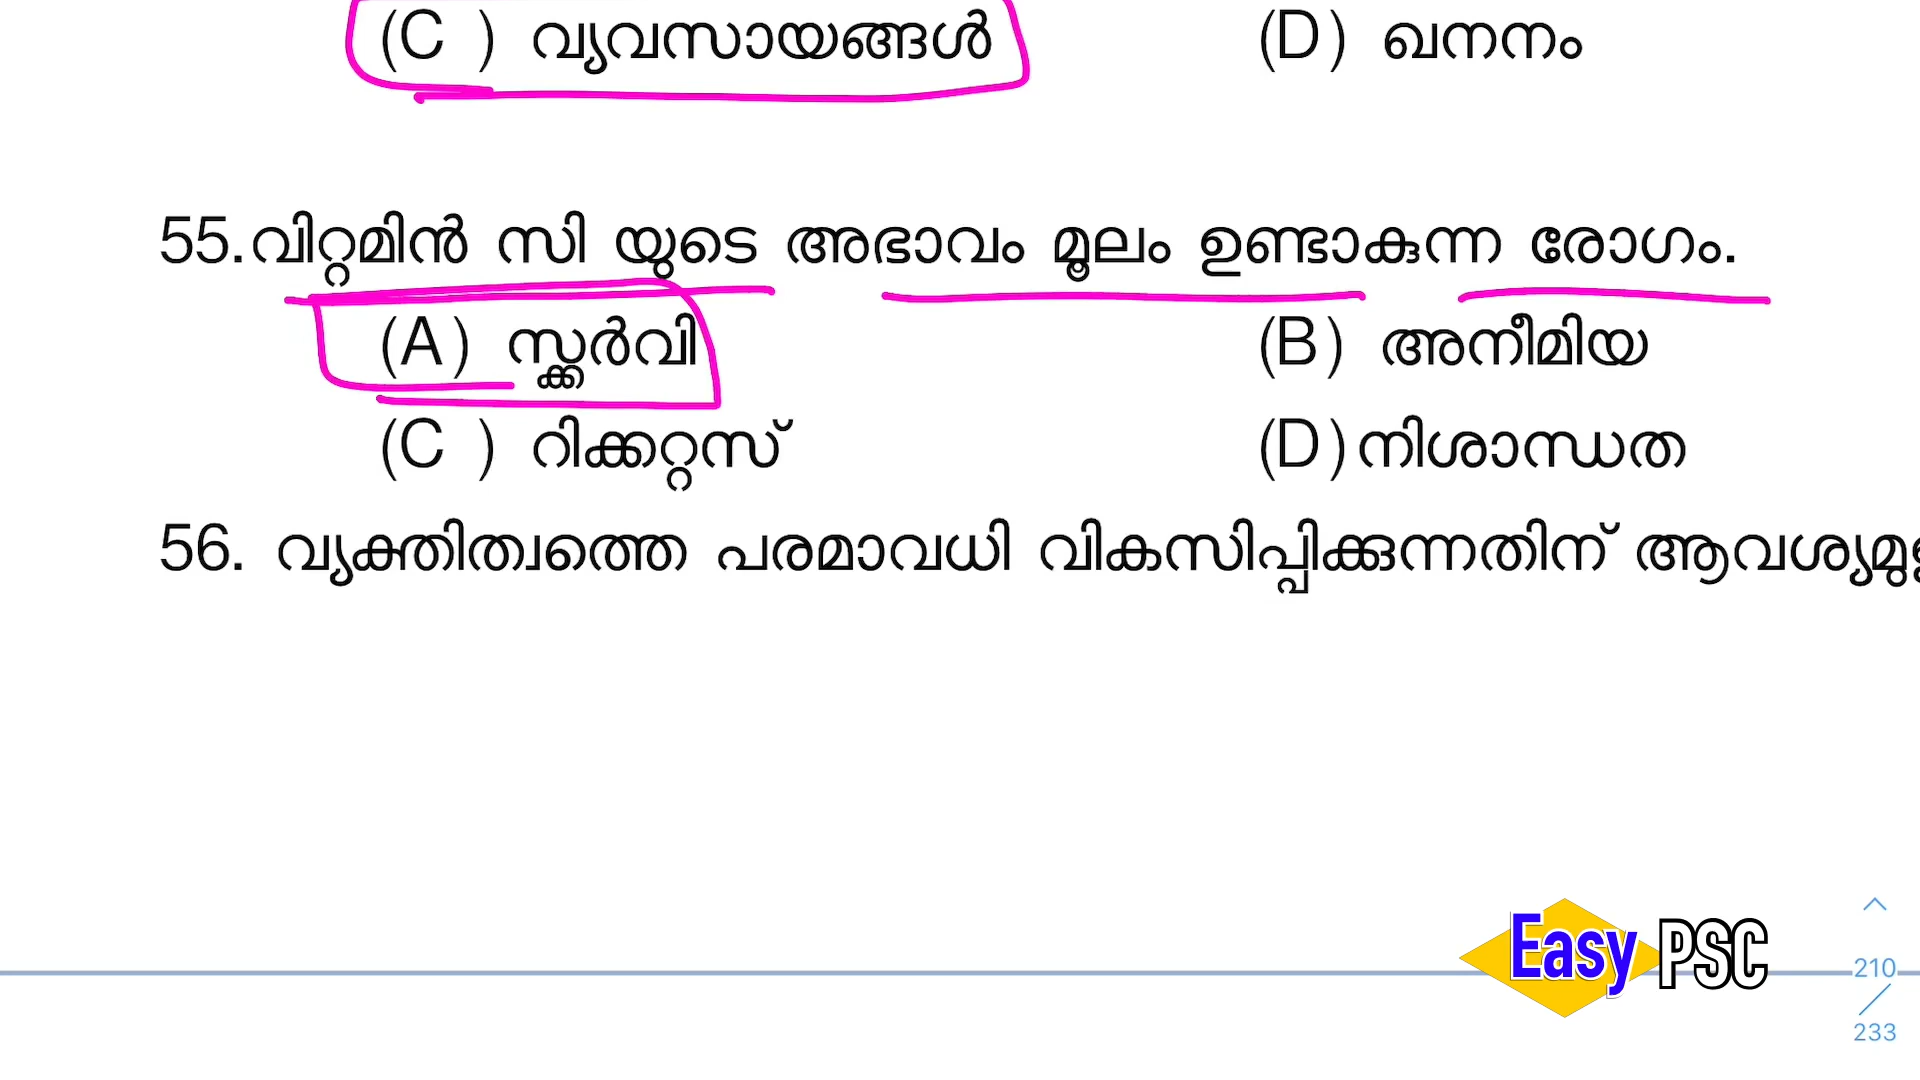 (C ) വ്യവസായങ്ങൾ (D) ഖനനം
55.വിറ്റമിൻ സി യുടെ അഭാവം മൂലം ഉണ്ടാകുന്ന രോഗം.
(A) സ്ക്കർവി (B) അനീമിയ
(C ) റിക്കറ്റസ് (D)നിശാന്ധത
56. വ്യക്തിത്വത്തെ പരമാവധി വികസിപ്പിക്കുന്നതിന്
Easy PSC
210
233